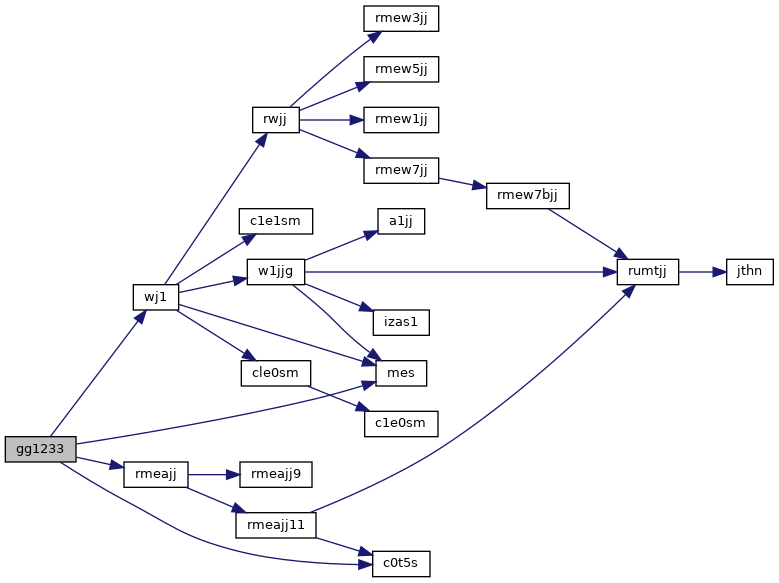 rmew3jj
rmew5jj
rwjj
rmew1jj
rmew7jj
rmew7bjj
c1e1sm
a1jj
w1jjg
rumtjj
jthn
wj1
izas1
cle0sm
mes
c1e0sm
gg1233
rmeajj
rmeajj9
rmeajj11
c0t5s